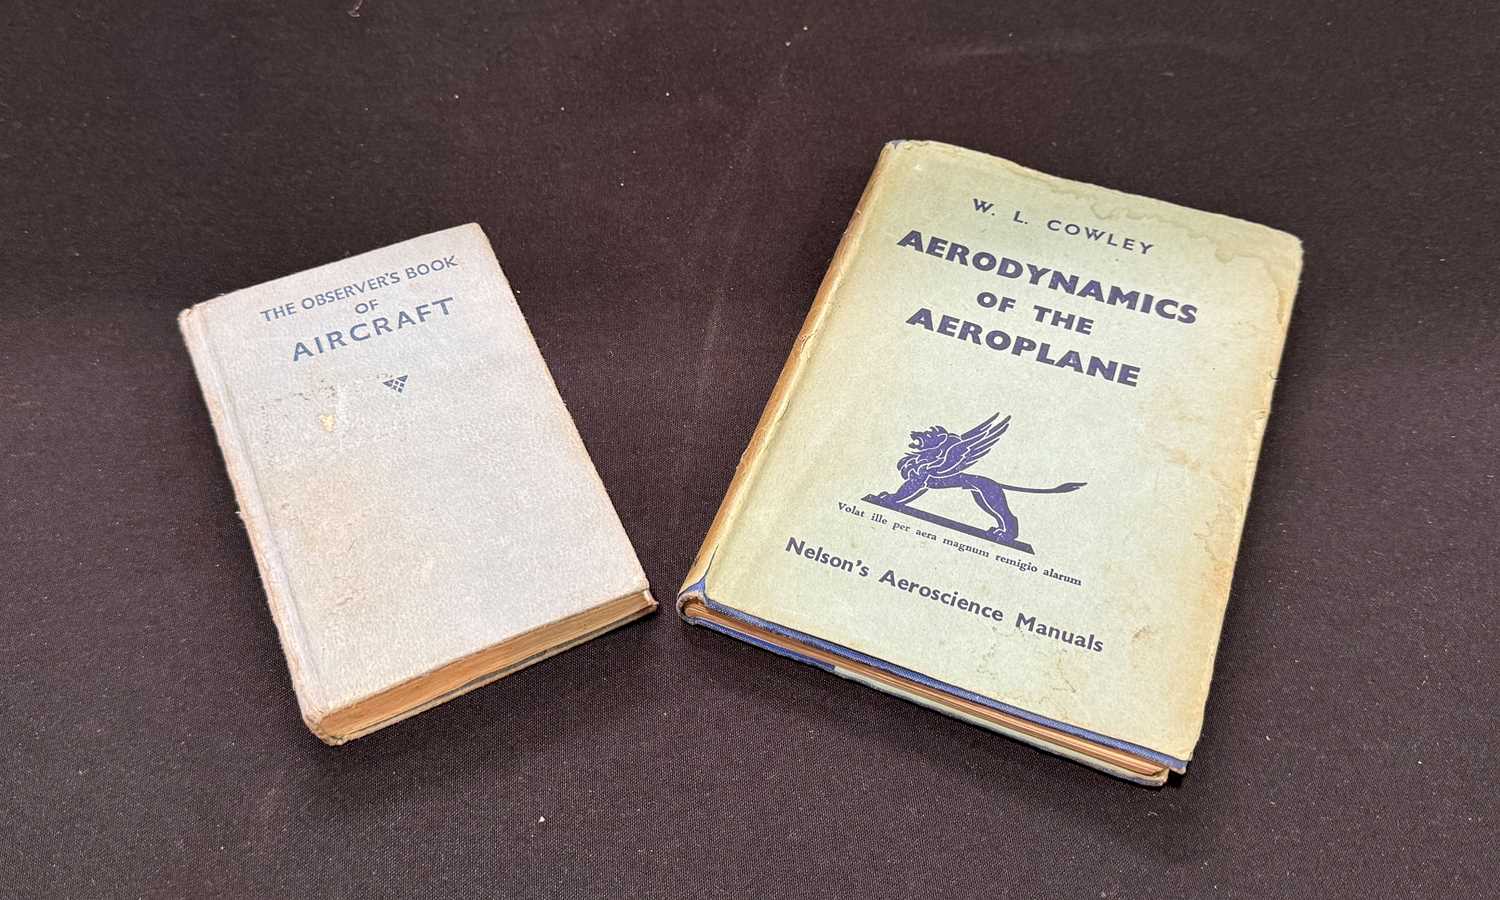 THE OBSERVER'S BOOK
OF
AIRCRAFT
W. L. COWLEY
AERODYNAMICS
OF THE
AEROPLANE
Volat ille per aera magnum remigio alarum
Nelson's Aeroscience Manuals